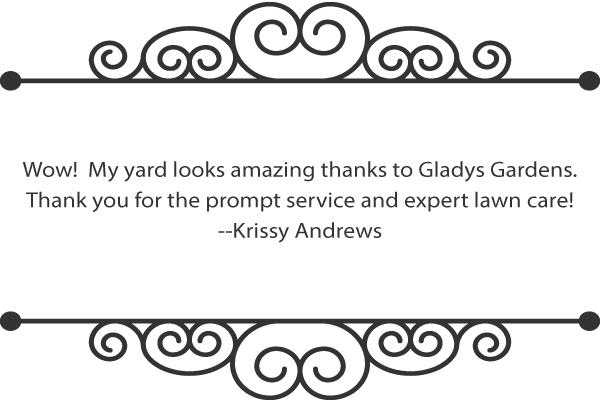 Wow!  My yard looks amazing thanks to Gladys Gardens.
Thank you for the prompt service and expert lawn care!
--Krissy Andrews